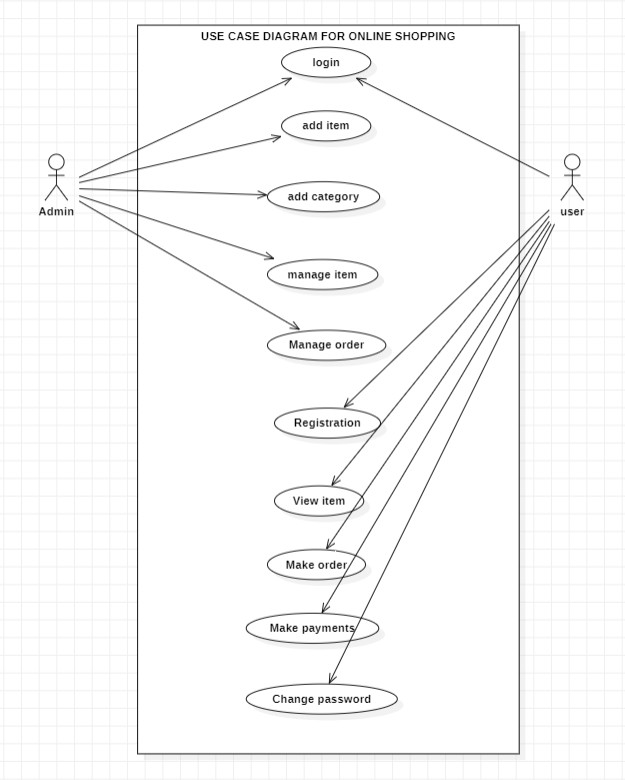 USE CASE DIAGRAM FOR ONLINE SHOPPING
login
add item
Admin
add category
user
manage item
Manage order
Registration
View item
Make order
Make payments
Change password